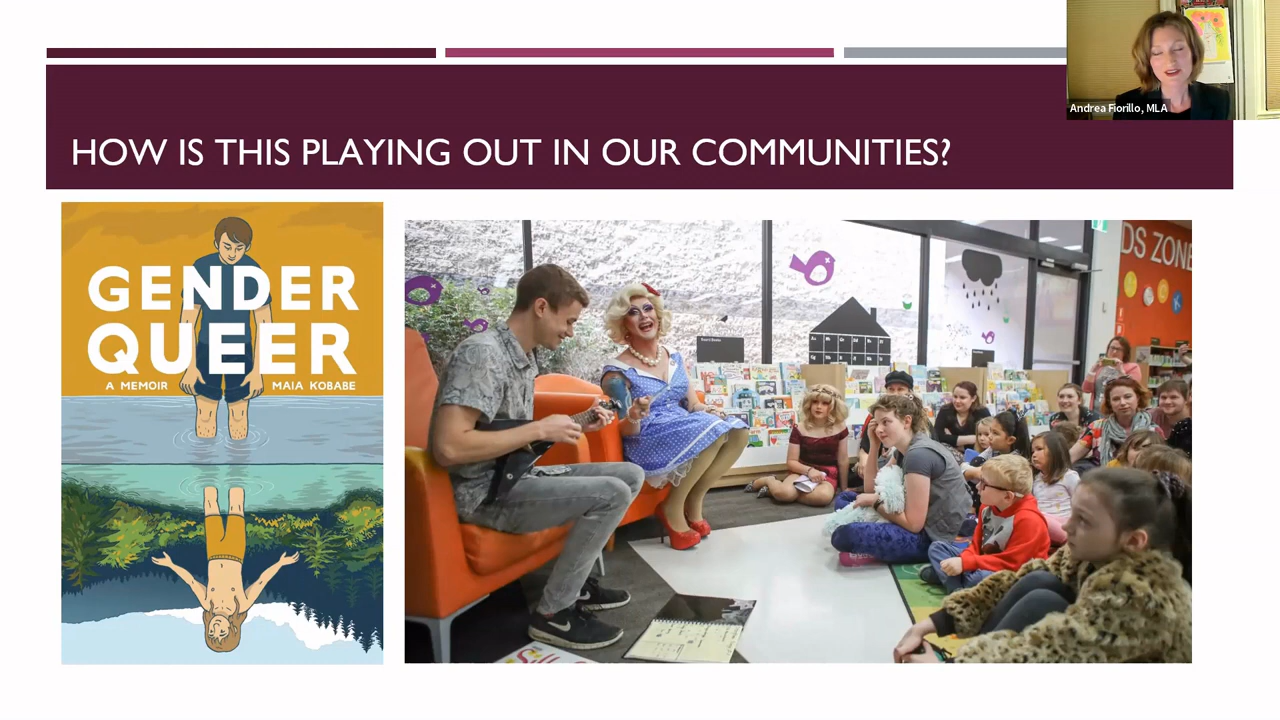 Andrea Fiorillo, MLA
HOW IS THIS PLAYING OUT IN OUR COMMUNITIES?
GENDER
QUEER
A MEMOIR MAIA KOBABE
DS ZONE